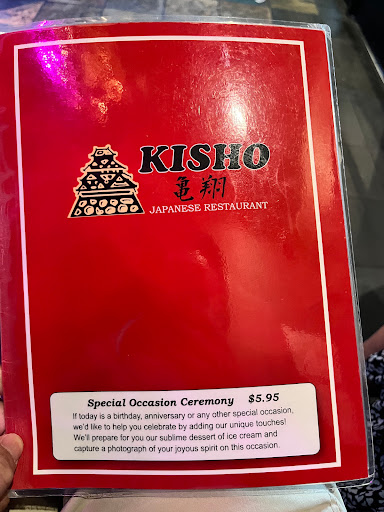 KISHO
亀翔
JAPANESE RESTAURANT
Special Occasion Ceremony $5.95
If today is a birthday, anniversary or any other special occasion,
we'd like to help you celebrate by adding our unique touches!
We'll prepare for you our sublime dessert of ice cream and
capture a photograph of your joyous spirit on this occasion.